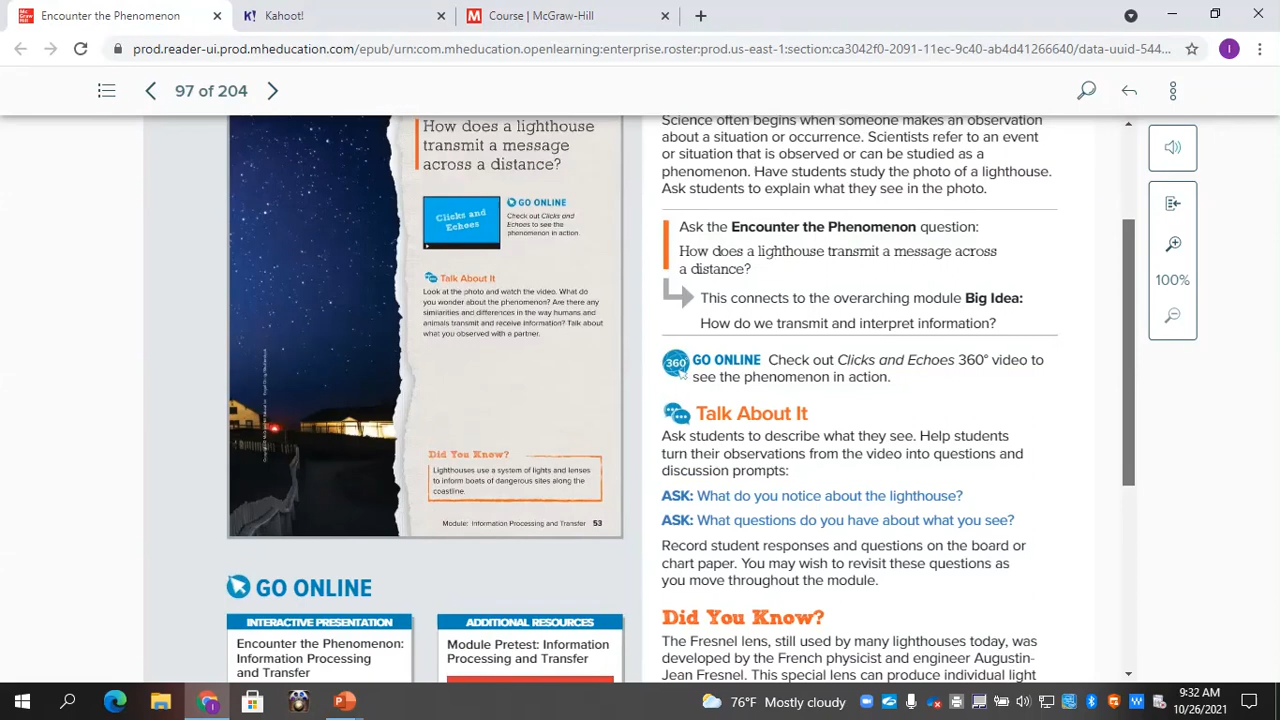 Encounter the Phenomenon
Kahoot!
Course | McGraw-Hill
prod.reader-ui.prod.mheducation.com/epub/urn:com.mheducation.openlearning:enterprise.roster:prod.us-east-1:section:ca3042f0-2091-11ec-9c40-ab4d41266640/data-uuid-544...
97 of 204
How does a lighthouse
transmit a message
across a distance?
Clicks and
Echoes
GO ONLINE
Check out Clicks and
Echoes to see the
phenomenon in action.
Talk About It
Look at the photo and watch the video. What do
you wonder about the phenomenon? Are there any
similarities and differences in the way humans and
animals transmit and receive information? Talk about
what you observed with a partner.
Did You Know?
Lighthouses use a system of lights and lenses
to inform boats of dangerous sites along the
coastline.
Module: Information Processing and Transfer 53
GO ONLINE
INTERACTIVE PRESENTATION
Encounter the Phenomenon:
Information Processing
and Transfer
ADDITIONAL RESOURCES
Module Pretest: Information
Processing and Transfer
Science often begins when someone makes an observation
about a situation or occurrence. Scientists refer to an event
or situation that is observed or can be studied as a
phenomenon. Have students study the photo of a lighthouse.
Ask students to explain what they see in the photo.
Ask the Encounter the Phenomenon question:
How does a lighthouse transmit a message across
a distance?
This connects to the overarching module Big Idea:
How do we transmit and interpret information?
360 GO ONLINE Check out Clicks and Echoes 360° video to
see the phenomenon in action.
Talk About It
Ask students to describe what they see. Help students
turn their observations from the video into questions and
discussion prompts:
ASK: What do you notice about the lighthouse?
ASK: What questions do you have about what you see?
Record student responses and questions on the board or
chart paper. You may wish to revisit these questions as
you move throughout the module.
Did You Know?
The Fresnel lens, still used by many lighthouses today, was
developed by the French physicist and engineer Augustin-
Jean Fresnel. This special lens can produce individual light
100%
76°F Mostly cloudy
9:32 AM
10/26/2021